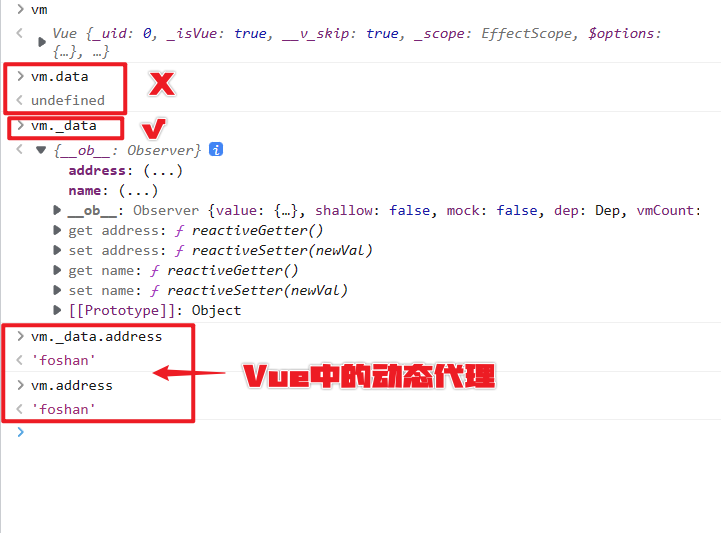 vm
Vue {_uid: 0, _isVue: true, __v_skip: true, _scope: EffectScope, $options:
{…}, …}
vm.data
X
undefined
vm._data
√
{__ob__: Observer}
i
address: (...)
name: (...)
__ob__: Observer {value: {…}, shallow: false, mock: false, dep: Dep, vmCount:
get address: ƒ reactiveGetter()
set address: ƒ reactiveSetter(newVal)
get name: ƒ reactiveGetter()
set name: ƒ reactiveSetter(newVal)
[[Prototype]]: Object
vm._data.address
'foshan'
Vue中的动态代理
vm.address
'foshan'